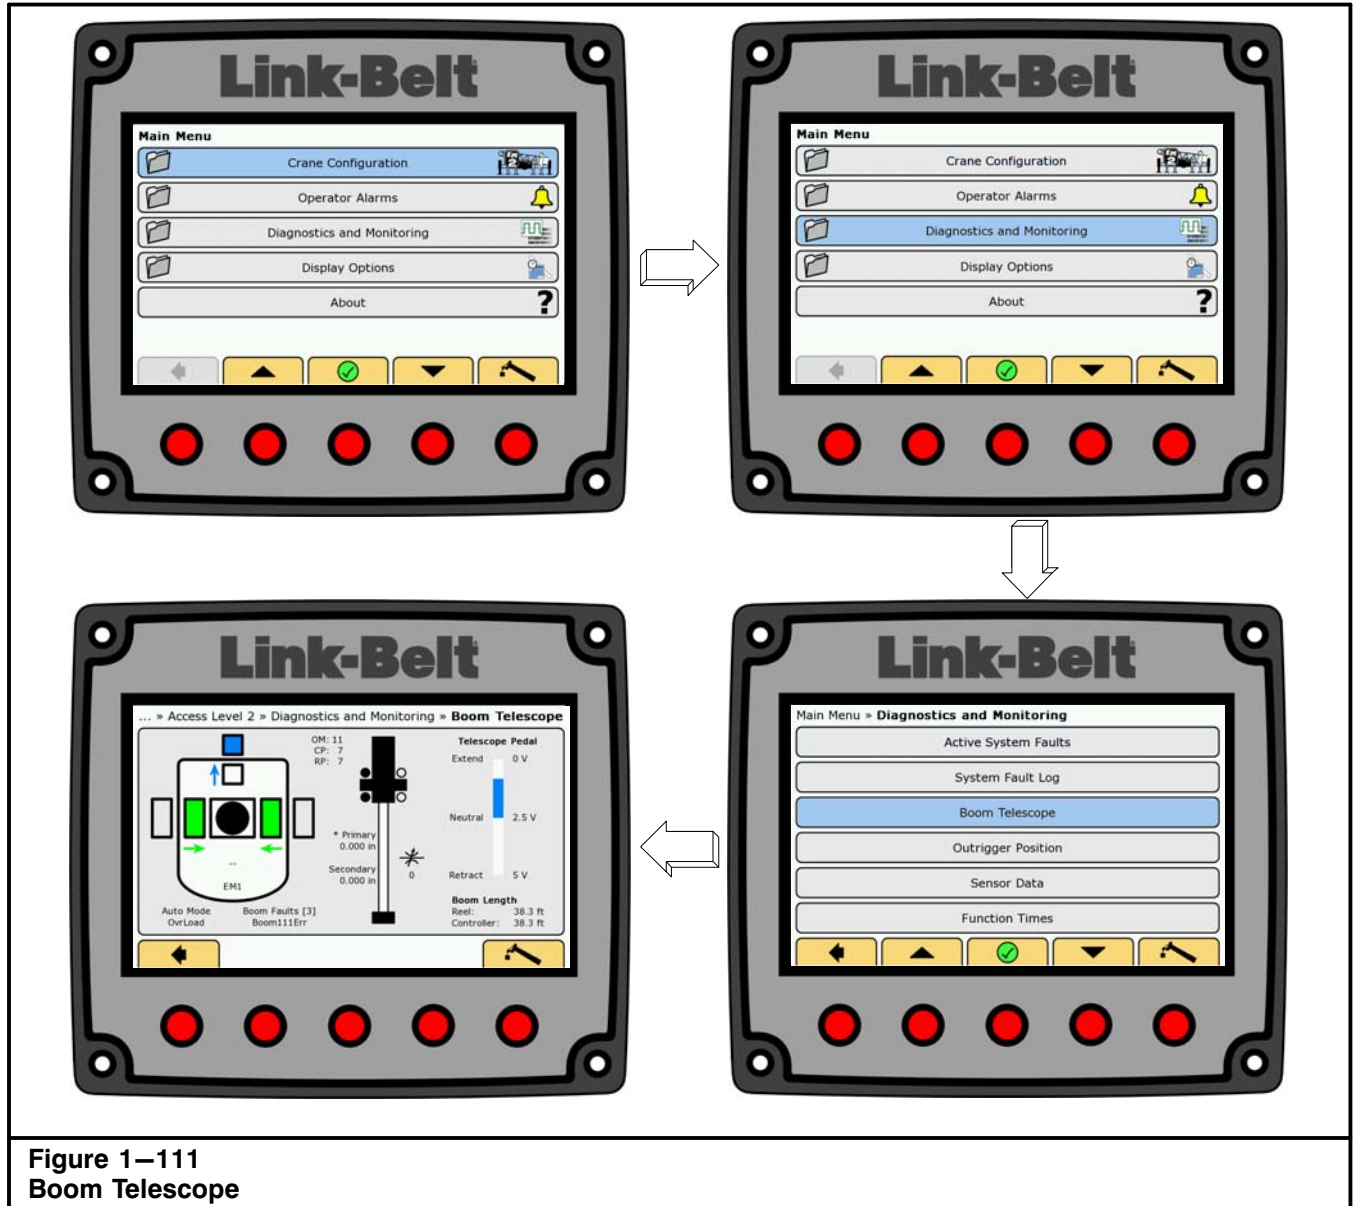 Link-Belt
Main Menu
Crane Configuration
Operator Alarms
Diagnostics and Monitoring
Display Options
About
?
Link-Belt
Main Menu
Crane Configuration
Operator Alarms
Diagnostics and Monitoring
Display Options
About
?
Link-Belt
Main Menu » Diagnostics and Monitoring
Active System Faults
System Fault Log
Boom Telescope
Outrigger Position
Sensor Data
Function Times
Link-Belt
... » Access Level 2 » Diagnostics and Monitoring » Boom Telescope
OM: 11
CP: 7
RP: 7
--
EM1
Auto Mode
OvrLoad
Boom Faults [3]
Boom111Err
* Primary
0.000 in
Secondary
0.000 in
0
Telescope Pedal
Extend 0 V
Neutral 2.5 V
Retract 5 V
Boom Length
Reel: 38.3 ft
Controller: 38.3 ft
Figure 1–111
Boom Telescope